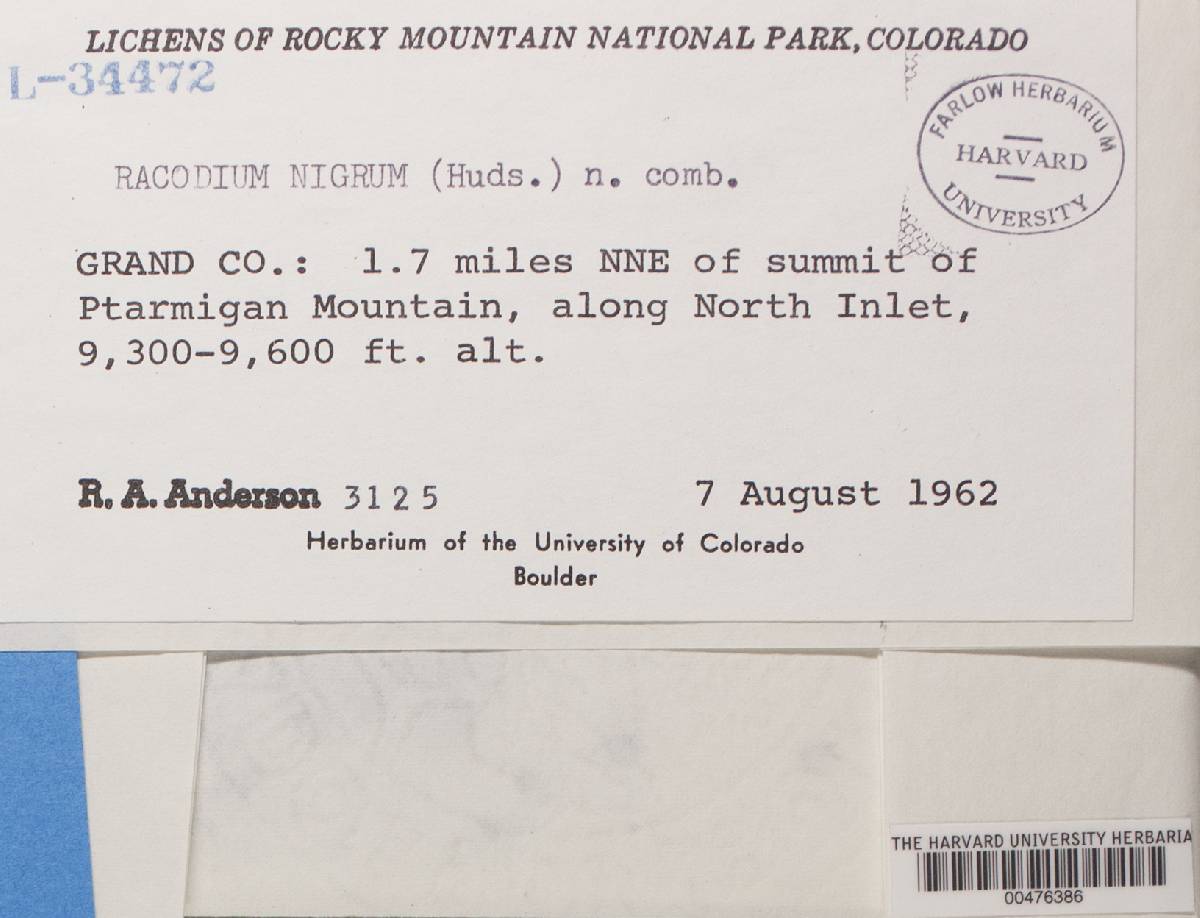 LICHENS OF ROCKY MOUNTAIN NATIONAL PARK, COLORADO
L-34472
FARLOW HERBARIUM
HARVARD
UNIVERSITY
RACODIUM NIGRUM (Huds.) n. comb.
GRAND CO.: 1.7 miles NNE of summit of
Ptarmigan Mountain, along North Inlet,
9,300-9,600 ft. alt.
R. A. Anderson 3125 7 August 1962
Herbarium of the University of Colorado
Boulder
THE HARVARD UNIVERSITY HERBARIA
00476386